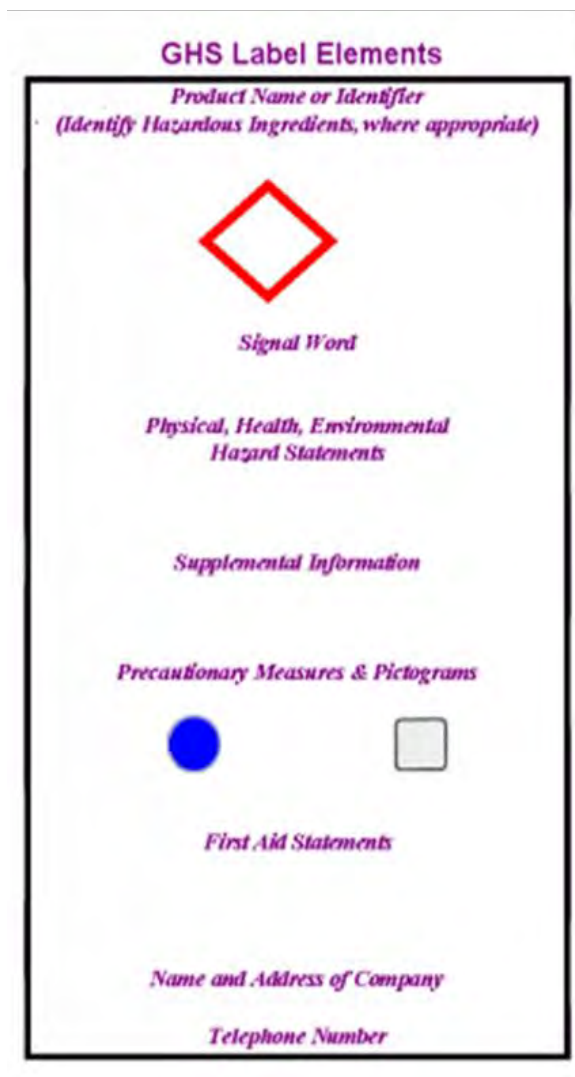 GHS Label Elements
Product Name or Identifier
(Identify Hazardous Ingredients, where appropriate)
Signal Word
Physical, Health, Environmental
Hazard Statements
Supplemental Information
Precautionary Measures & Pictograms
First Aid Statements
Name and Address of Company
Telephone Number